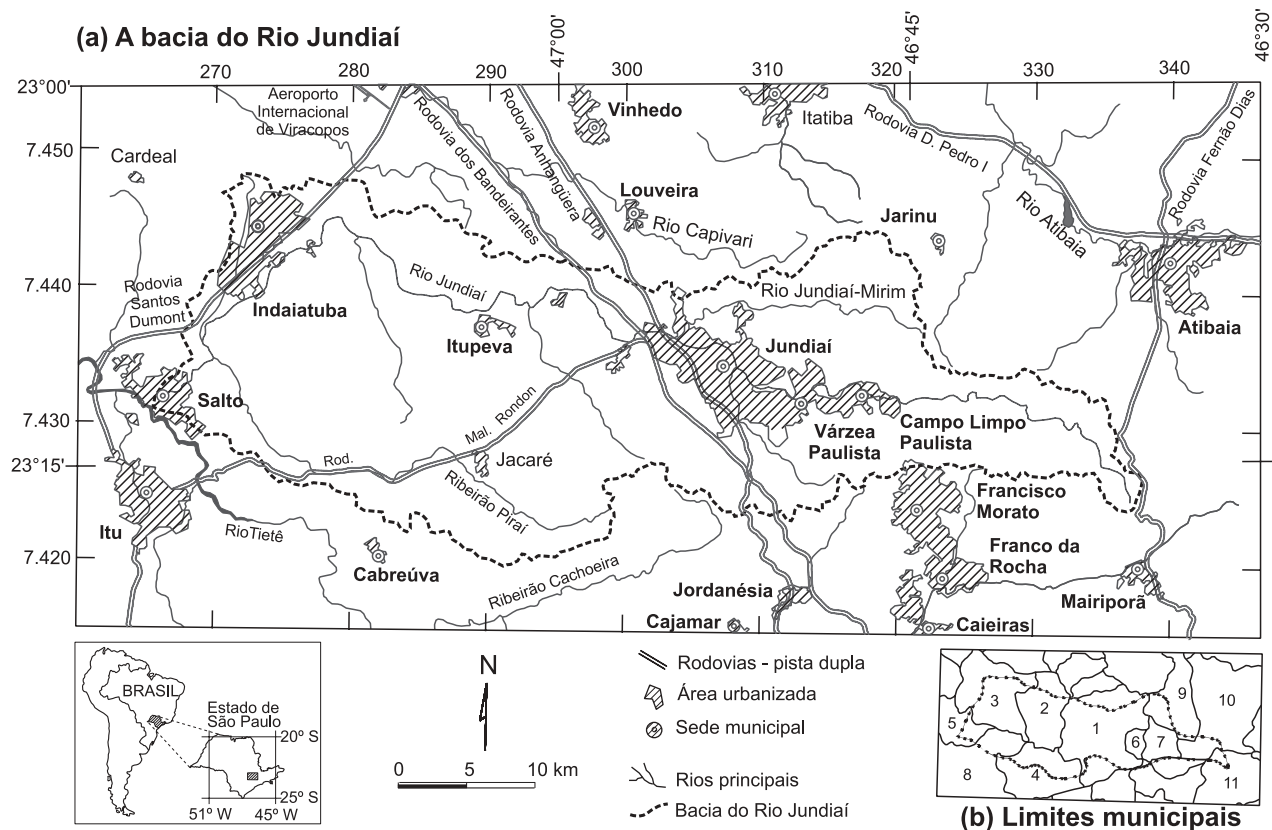 (a) A bacia do Rio Jundiaí
270
280
290
47°00'
300
310
320
46°45'
330
340
46°30'
23°00'
7.450
7.440
7.430
23°15'
7.420
Aeroporto
Internacional
de Viracopos
Cardeal
Rodovia dos Bandeirantes
Rodovia Anhangüera
Vinhedo
Itatiba
Rodovia D. Pedro I
Rodovia Fernão Dias
Louveira
Rio Capivari
Jarinu
Rio Atibaia
Atibaia
Rodovia
Santos
Dumont
Indaiatuba
Rio Jundiaí
Itupeva
Rio Jundiaí-Mirim
Jundiaí
Salto
Rod. Mal. Rondon
Várzea
Paulista
Campo Limpo
Paulista
Jacaré
Ribeirão Piraí
Itu
RioTietê
Cabreúva
Ribeirão Cachoeira
Francisco
Morato
Franco da
Rocha
Jordanésia
Cajamar
Caieiras
Mairiporã
BRASIL
Estado de
São Paulo
20° S
25° S
51° W
45° W
N
0 5 10 km
Rodovias - pista dupla
Área urbanizada
Sede municipal
Rios principais
Bacia do Rio Jundiaí
1
2
3
4
5
6
7
8
9
10
11
(b) Limites municipais